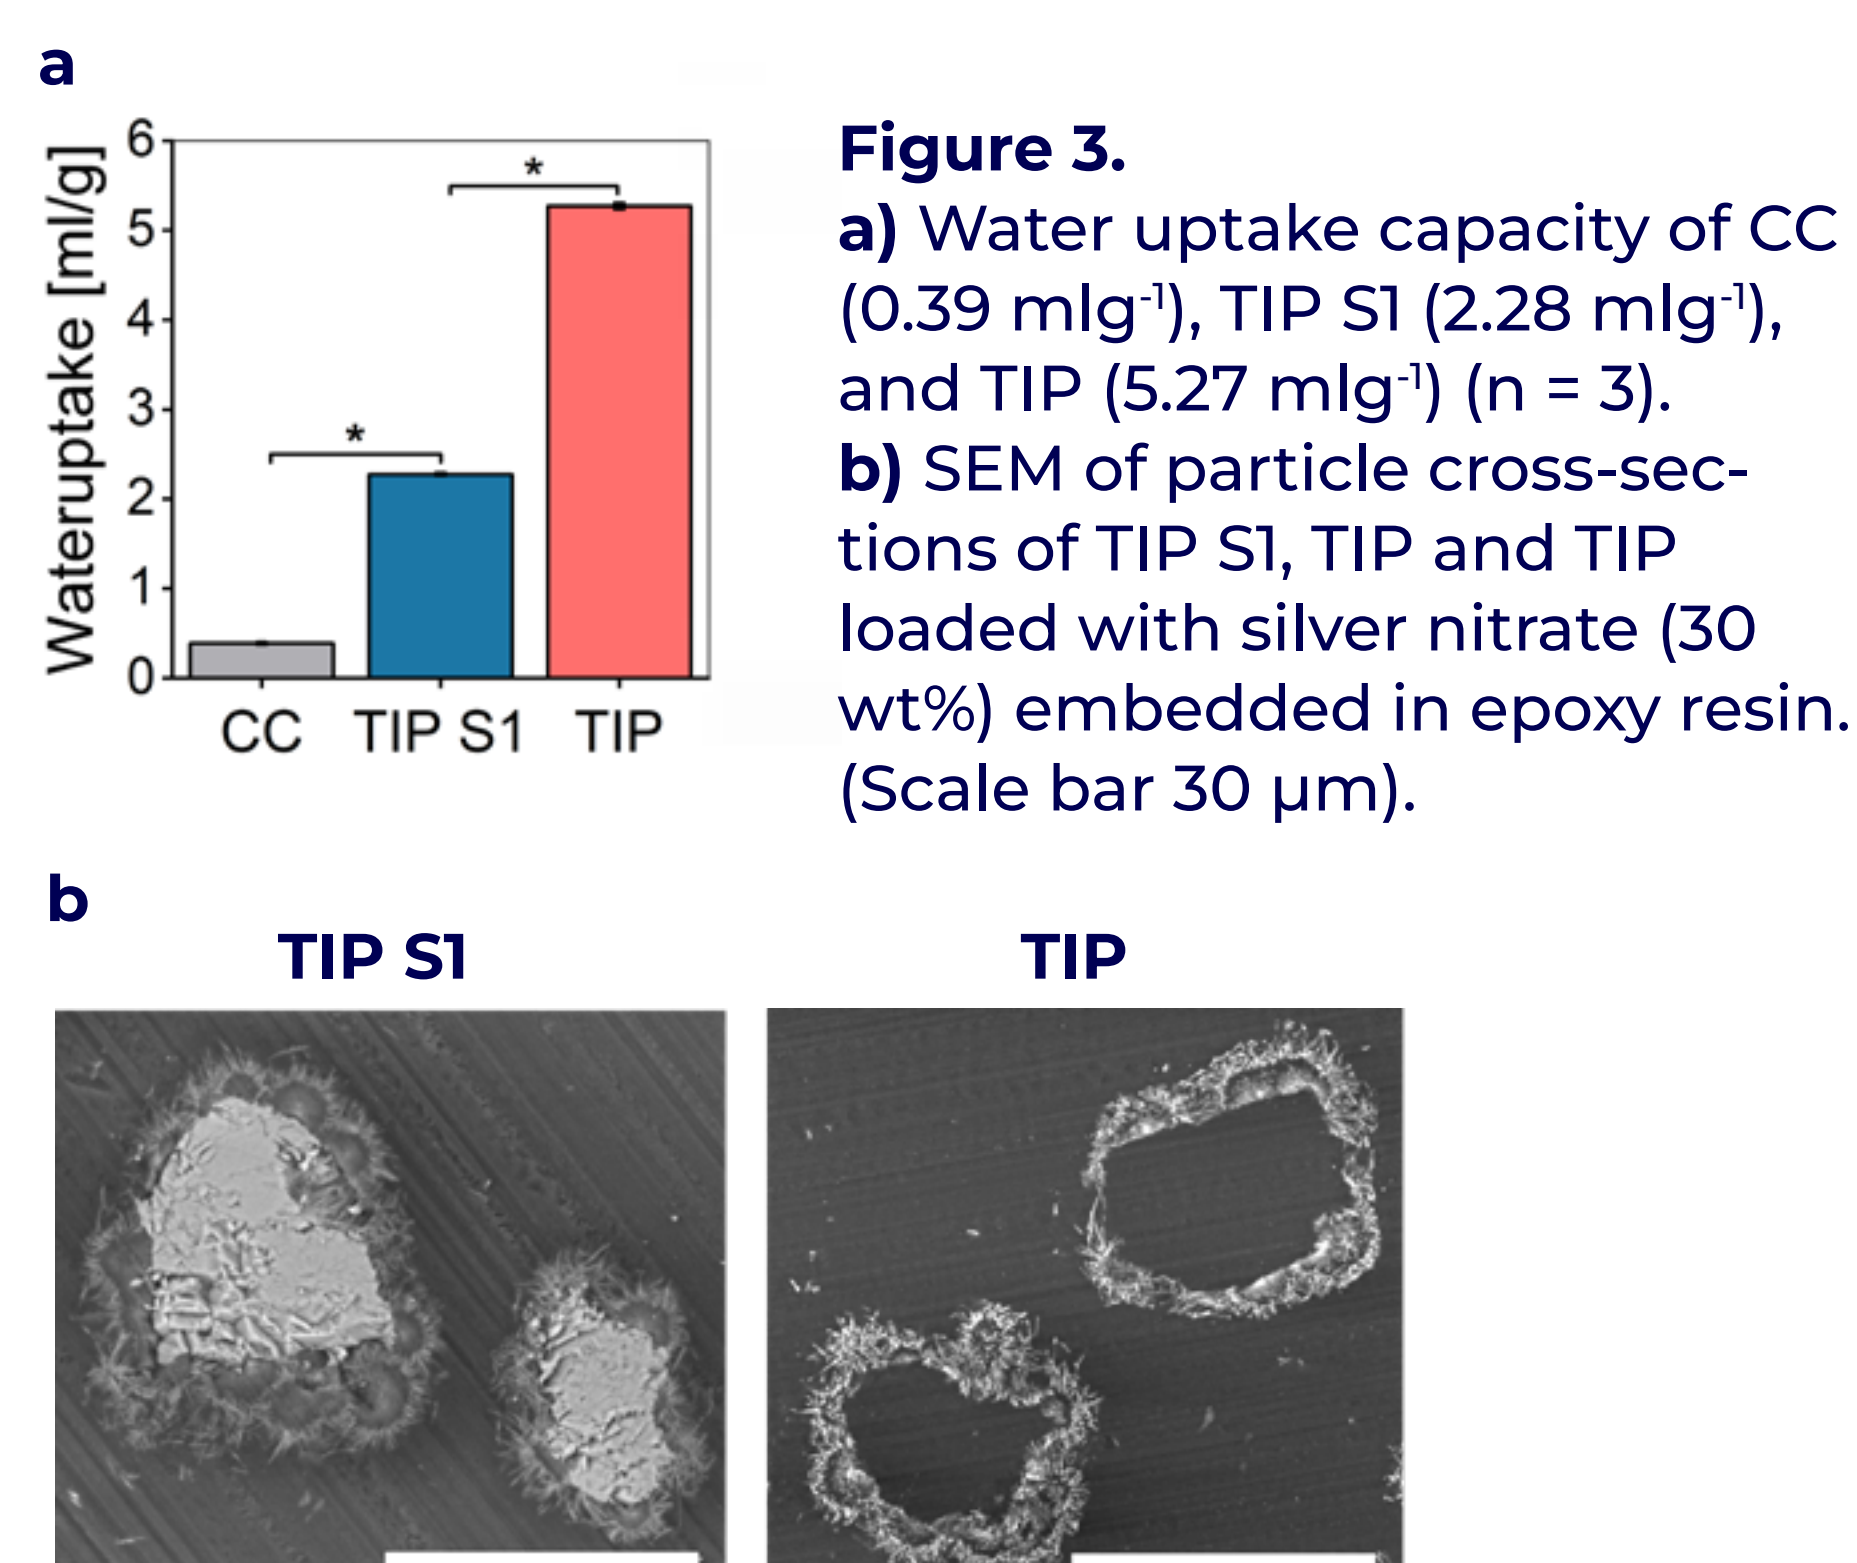 a
Wateruptake [ml/g]
6
5
4
3
2
1
0
*
*
CC TIP S1 TIP
Figure 3.
a) Water uptake capacity of CC
(0.39 mlg⁻¹), TIP S1 (2.28 mlg⁻¹),
and TIP (5.27 mlg⁻¹) (n = 3).
b) SEM of particle cross-sec-
tions of TIP S1, TIP and TIP
loaded with silver nitrate (30
wt%) embedded in epoxy resin.
(Scale bar 30 µm).
b
TIP S1 TIP